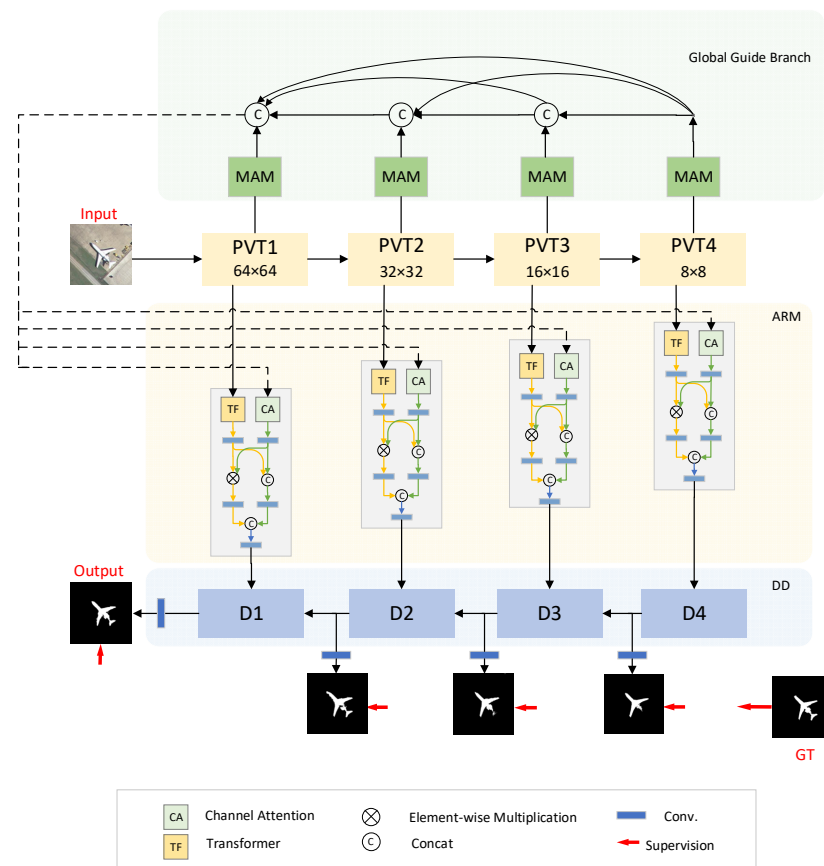 Global Guide Branch
C C C
MAM MAM MAM MAM
Input
PVT1 PVT2 PVT3 PVT4
64×64 32×32 16×16 8×8
ARM
TF CA
C
C
TF CA
C
C
TF CA
C
C
TF CA
C
C
Output
DD
D1 D2 D3 D4
GT
CA Channel Attention Element-wise Multiplication Conv.
TF Transformer C Concat Supervision